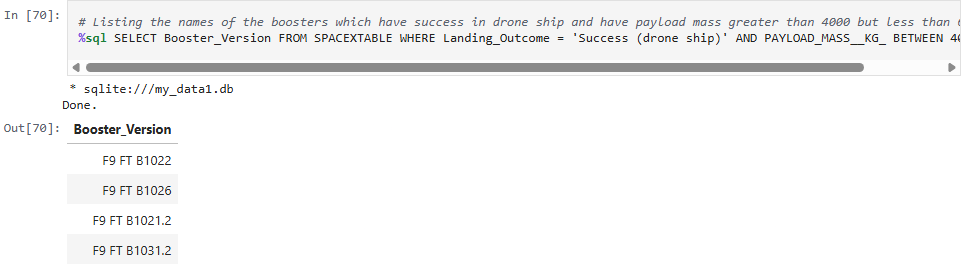 In [70]:
# Listing the names of the boosters which have success in drone ship and have payload mass greater than 4000 but less than
%sql SELECT Booster_Version FROM SPACEXTABLE WHERE Landing_Outcome = 'Success (drone ship)' AND PAYLOAD_MASS__KG_ BETWEEN 40
* sqlite:///my_data1.db
Done.
Out[70]:
Booster_Version
F9 FT B1022
F9 FT B1026
F9 FT B1021.2
F9 FT B1031.2